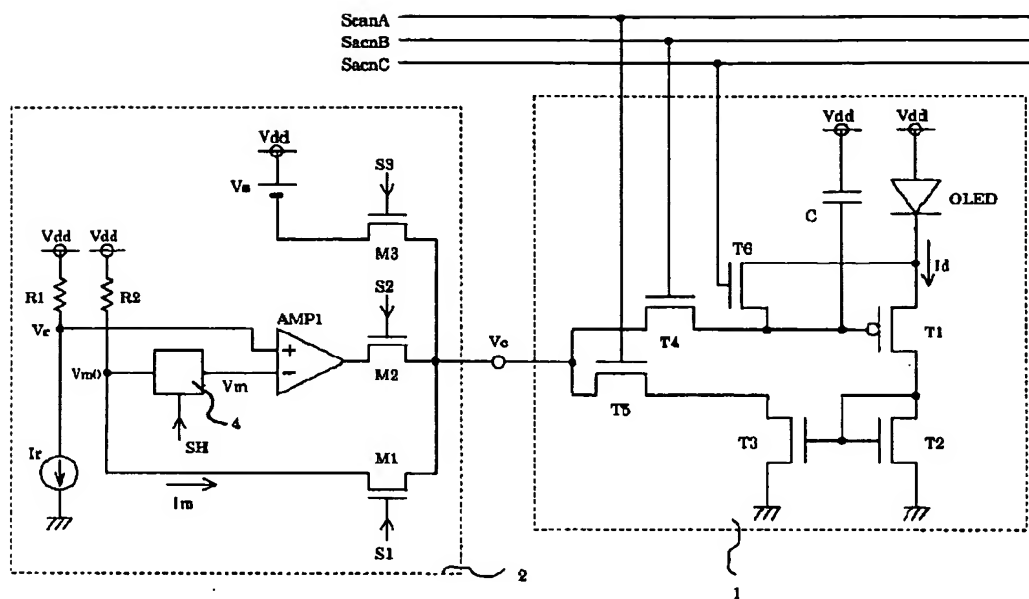 ScanA
SacnB
SacnC
Vdd
Vs
S3
M3
Vdd
Vdd
R1
R2
S2
AMP1
Vr
+
Vm0
Vm
−
M2
4
SH
M1
Ir
Im
S1
2
Vc
Vdd
Vdd
C
OLED
T6
Id
T4
T1
T5
T3
T2
1